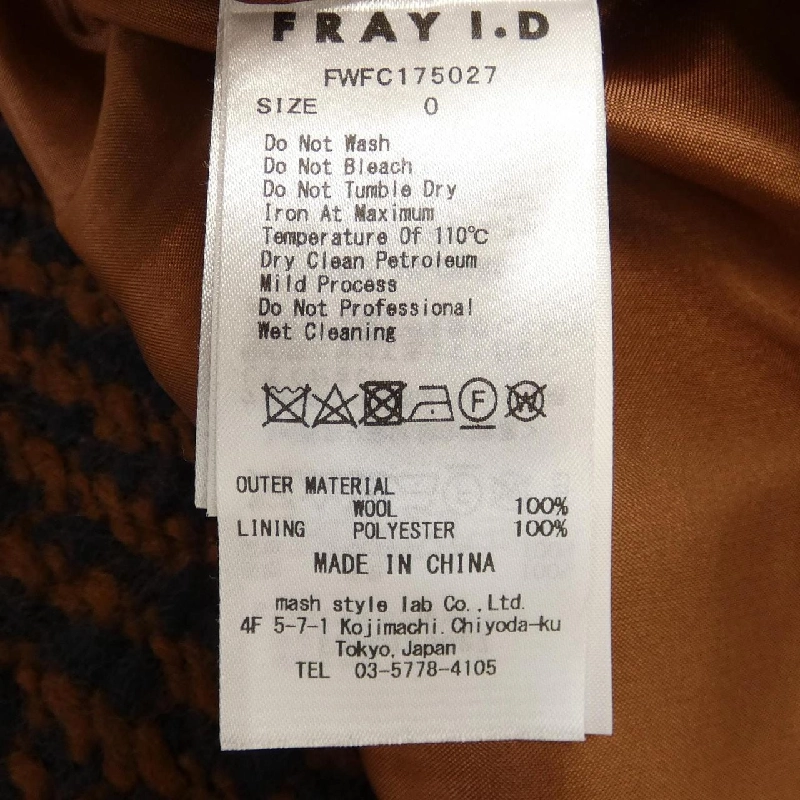 FRAY I.D
FWFC175027
SIZE 0
Do Not Wash
Do Not Bleach
Do Not Tumble Dry
Iron At Maximum
Temperature Of 110℃
Dry Clean Petroleum
Mild Process
Do Not Professional
Wet Cleaning
F W
OUTER MATERIAL
WOOL 100%
LINING POLYESTER 100%
MADE IN CHINA
mash style lab Co.,Ltd.
4F 5-7-1 Kojimachi.Chiyoda-ku
Tokyo,Japan
TEL 03-5778-4105